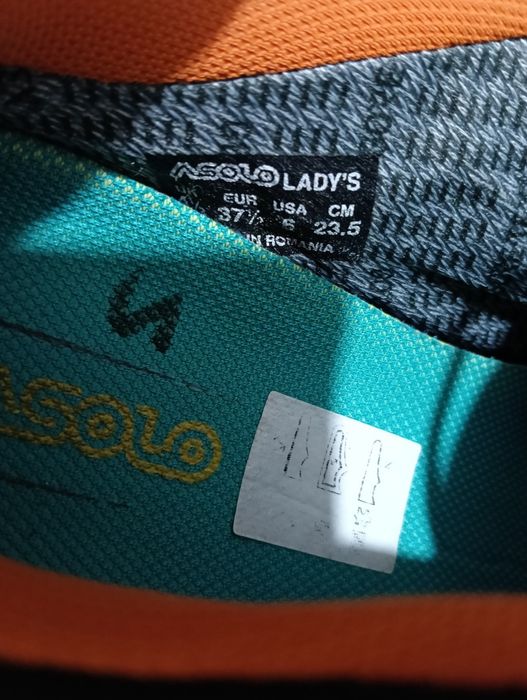 ASOLO LADY'S
EUR USA CM
37½ 6 23.5
IN ROMANIA
ASOLO